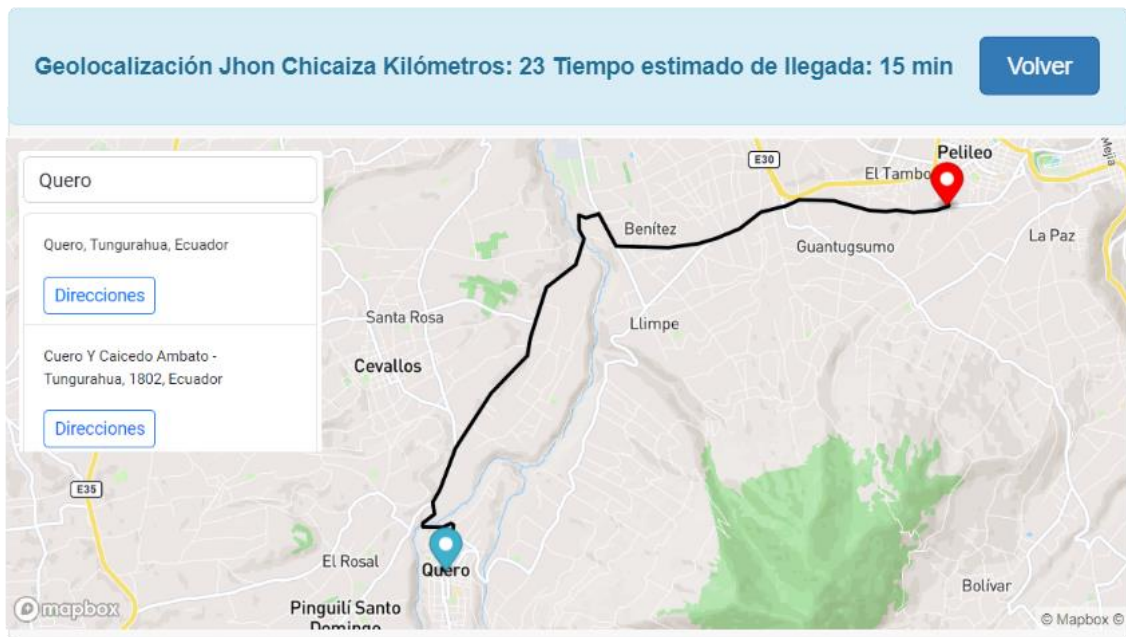 Geolocalización Jhon Chicaiza Kilómetros: 23 Tiempo estimado de llegada: 15 min
Volver
Quero
Quero, Tungurahua, Ecuador
Direcciones
Cuero Y Caicedo Ambato -
Tungurahua, 1802, Ecuador
Direcciones
E30
Pelileo
Mejía
El Tambo
Benítez
Guantugsumo
La Paz
Santa Rosa
Llimpe
Cevallos
E35
El Rosal
Quero
Bolívar
Pinguilí Santo
Domingo
mapbox
© Mapbox ©